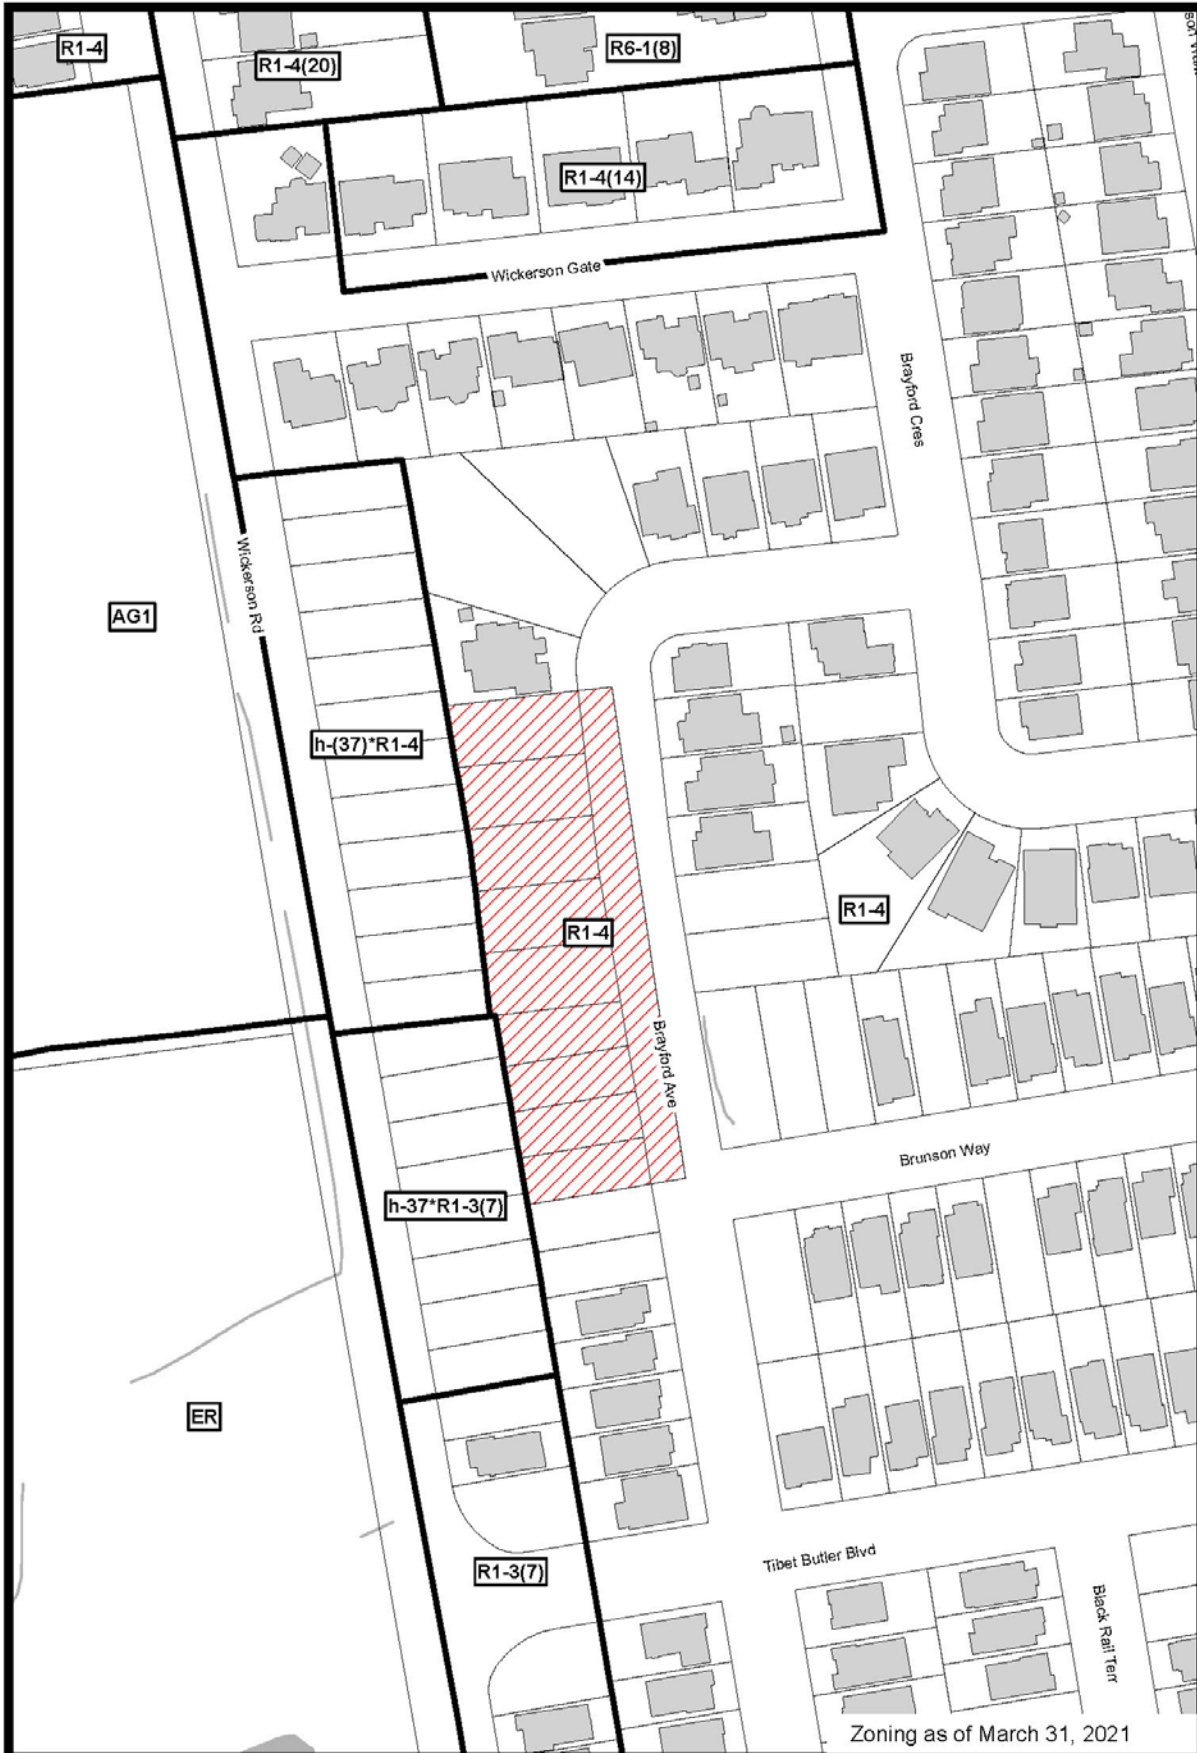 R1-4
R1-4(20)
R6-1(8)
R1-4(14)
Wickerson Gate
Brayford Cres
Wickerson Rd
AG1
h-(37)*R1-4
R1-4
R1-4
Brayford Ave
Brunson Way
h-37*R1-3(7)
ER
Tibet Butler Blvd
R1-3(7)
Black Rail Terr
Zoning as of March 31, 2021